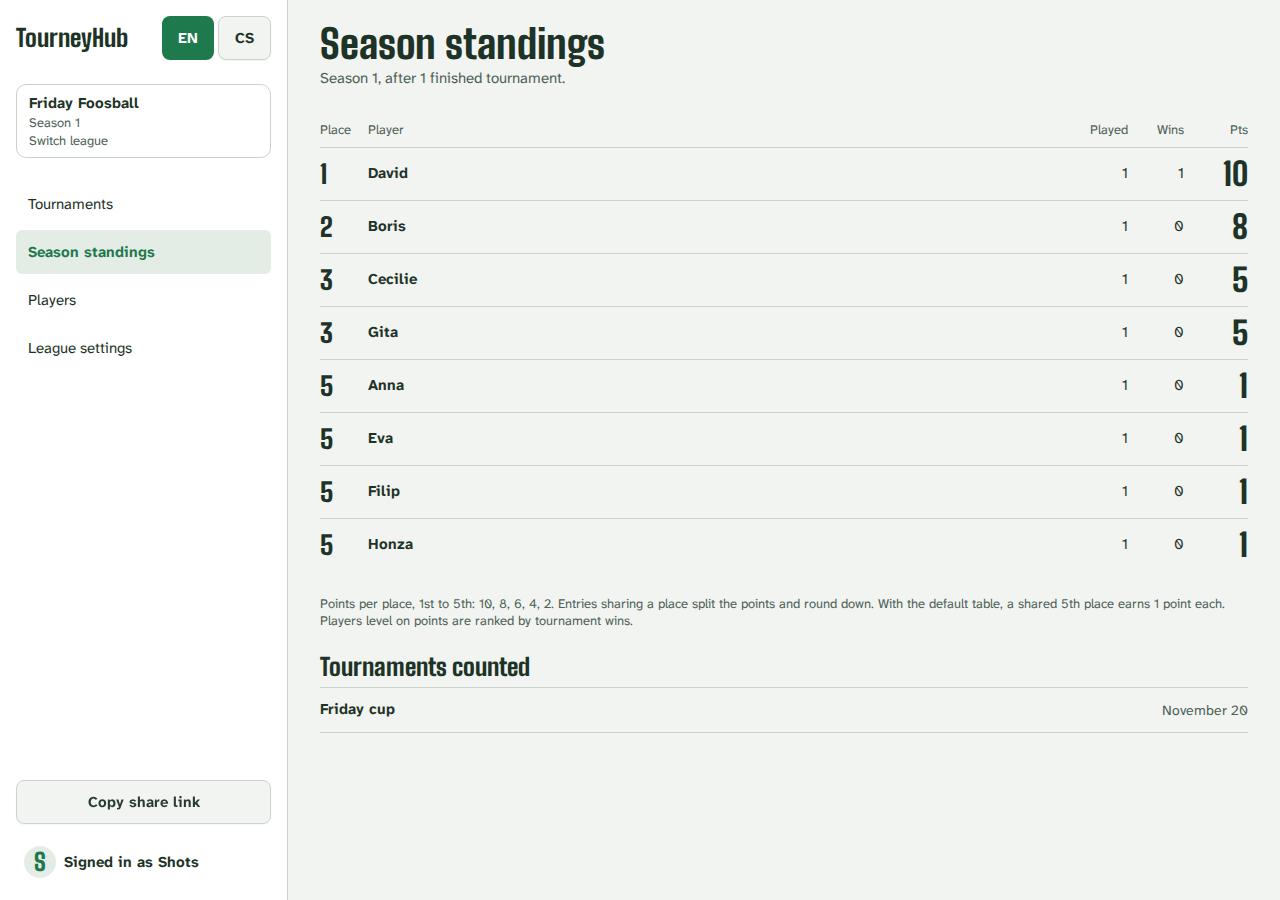 TourneyHub
EN
CS
Friday Foosball
Season 1
Switch league
Tournaments
Season standings
Players
League settings
Copy share link
S
Signed in as Shots
Season standings
Season 1, after 1 finished tournament.
Place Player Played Wins Pts
1 David 1 1 10
2 Boris 1 0 8
3 Cecilie 1 0 5
3 Gita 1 0 5
5 Anna 1 0 1
5 Eva 1 0 1
5 Filip 1 0 1
5 Honza 1 0 1
Points per place, 1st to 5th: 10, 8, 6, 4, 2. Entries sharing a place split the points and round down. With the default table, a shared 5th place earns 1 point each.
Players level on points are ranked by tournament wins.
Tournaments counted
Friday cup November 20